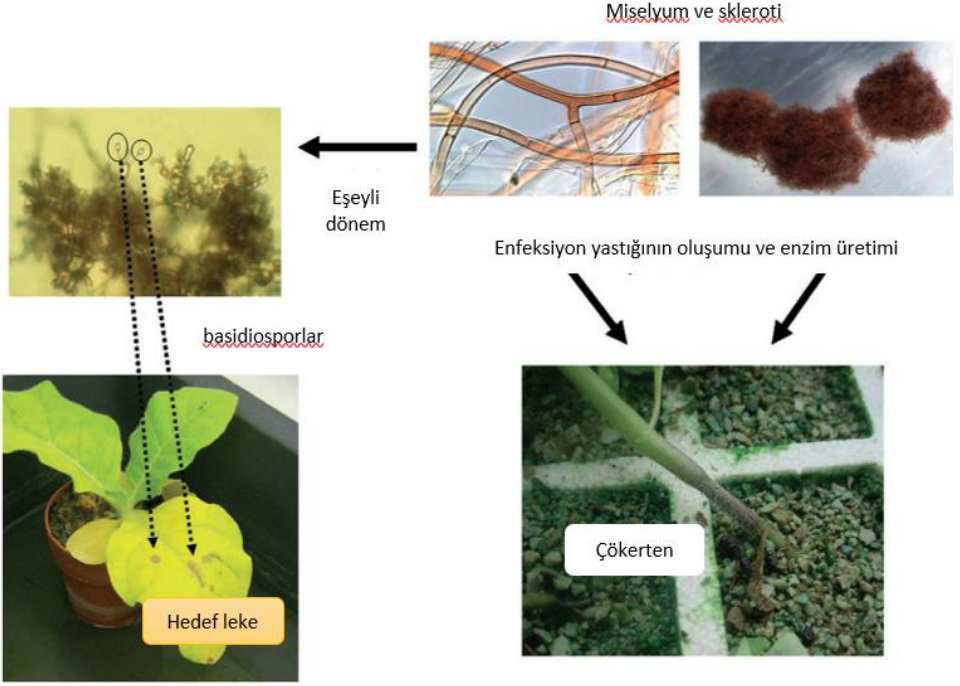 Miselyum ve skleroti
Eşeyli
dönem
Enfeksiyon yastığının oluşumu ve enzim üretimi
basidiosporlar
Çökerten
Hedef leke